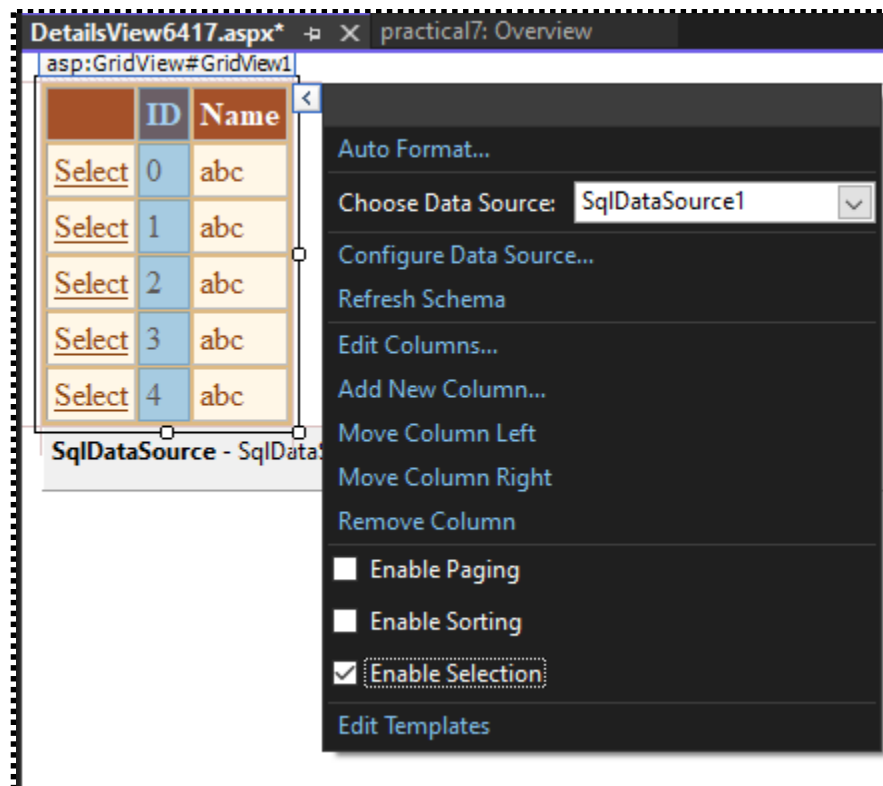 DetailsView6417.aspx* practical7: Overview
asp:GridView#GridView1
ID Name
Select 0 abc
Select 1 abc
Select 2 abc
Select 3 abc
Select 4 abc
SqlDataSource - SqlData
Auto Format...
Choose Data Source: SqlDataSource1
Configure Data Source...
Refresh Schema
Edit Columns...
Add New Column...
Move Column Left
Move Column Right
Remove Column
Enable Paging
Enable Sorting
Enable Selection
Edit Templates